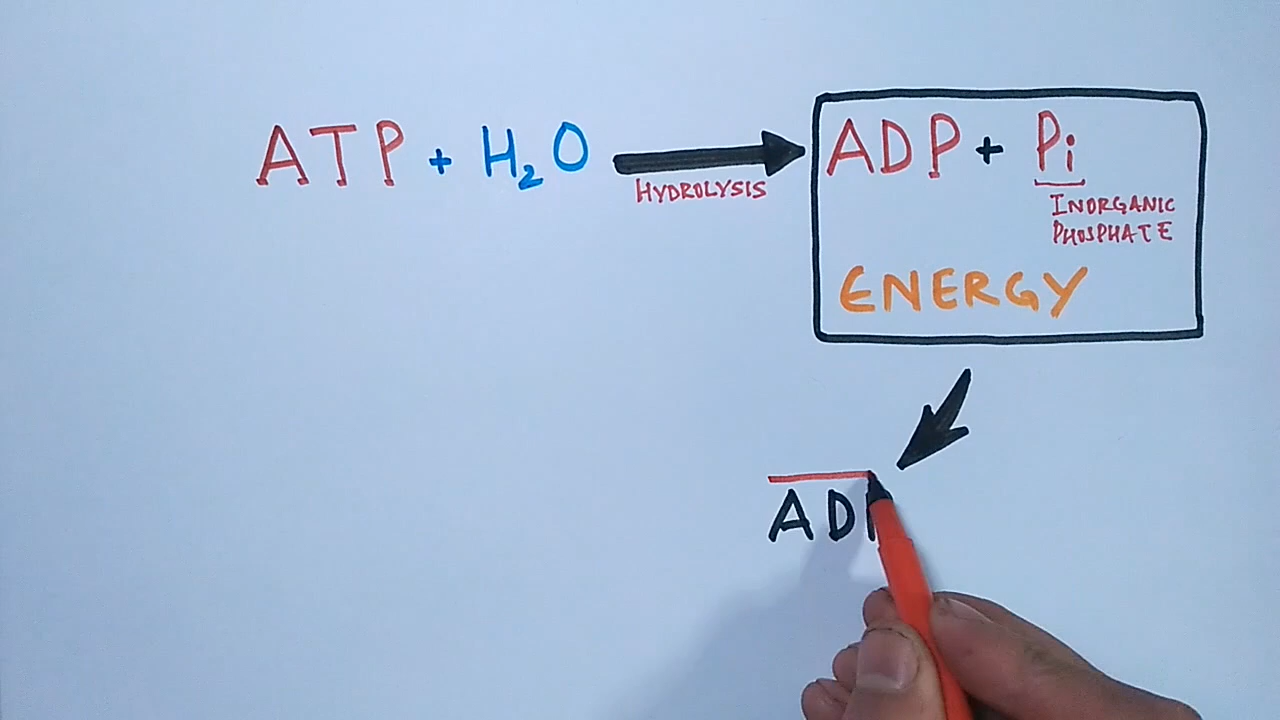 ATP + H₂O ADP + Pi
HYDROLYSIS
INORGANIC
PHOSPHATE
ENERGY
AD